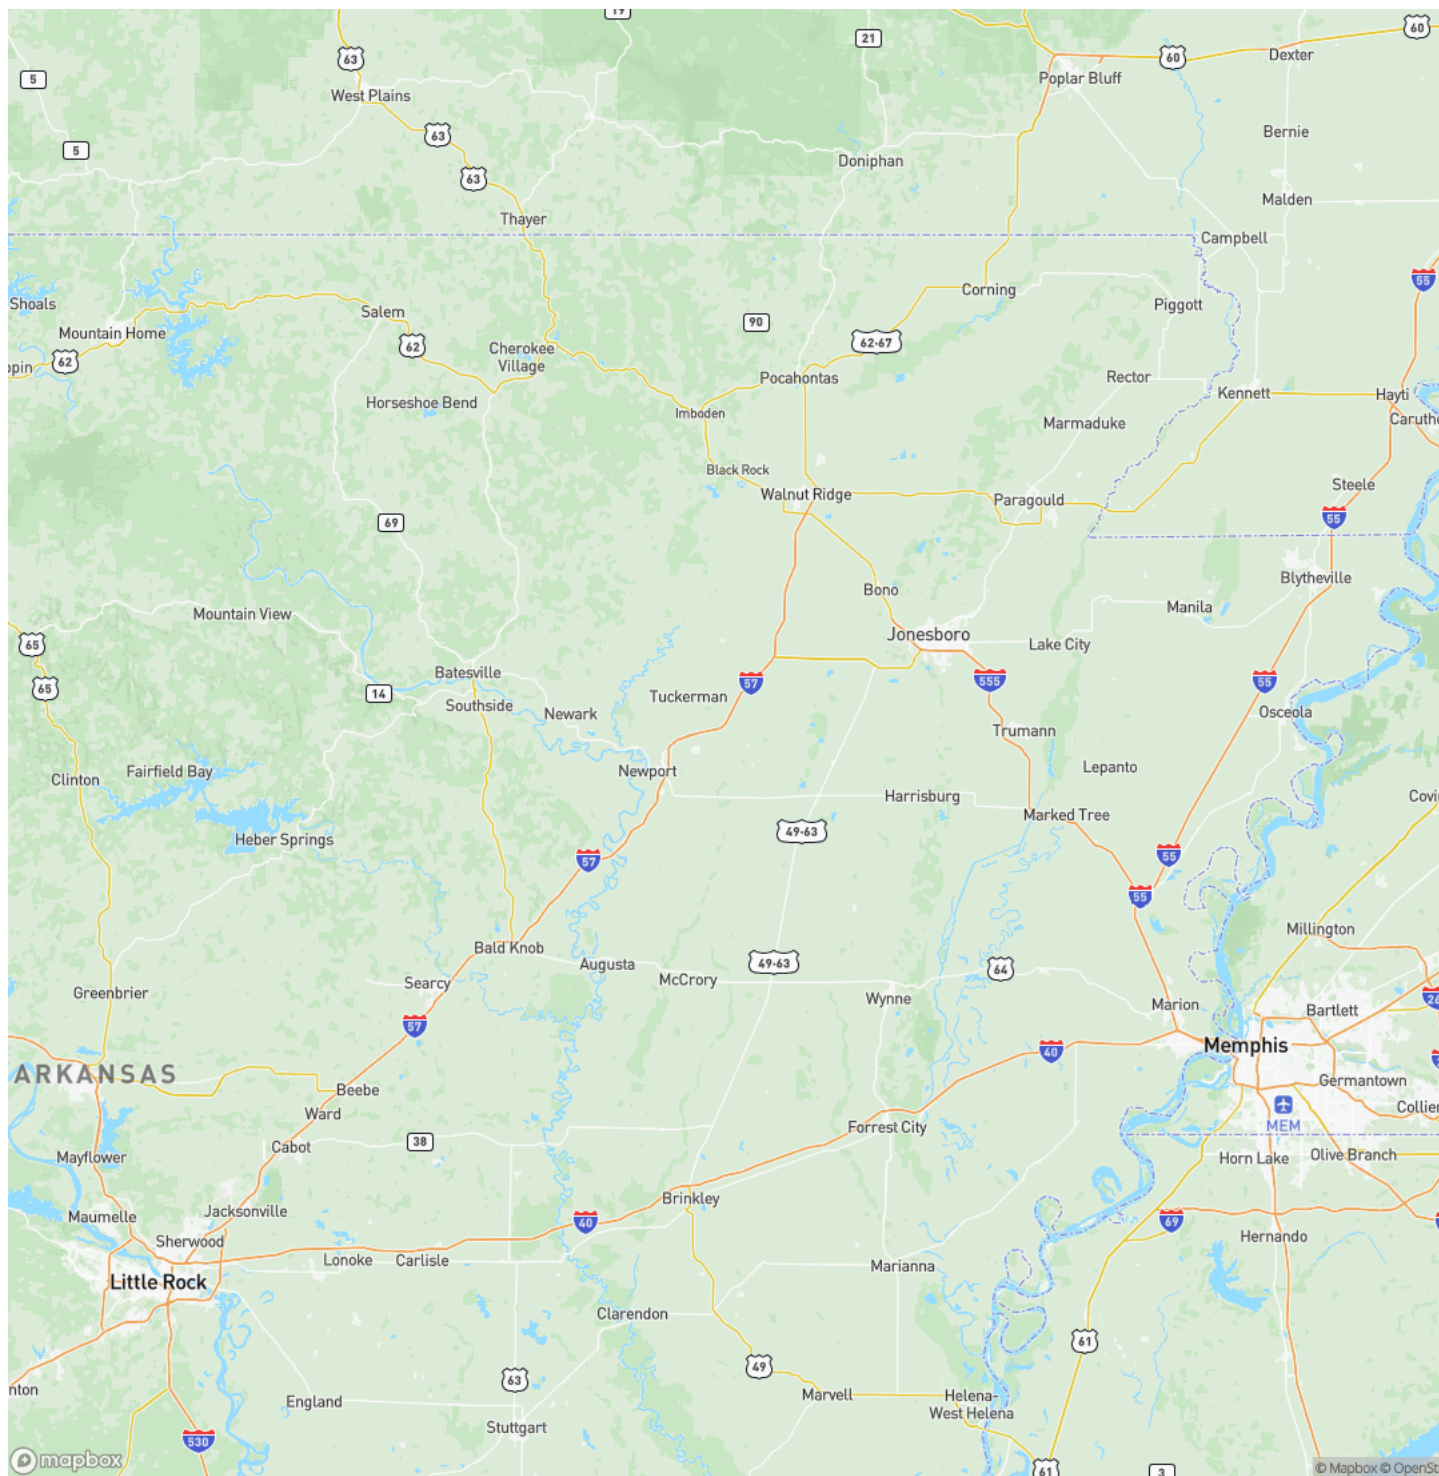 19
21
60
5
63
60
Dexter
West Plains
Poplar Bluff
63
Bernie
5
Doniphan
63
Malden
Thayer
Campbell
55
Shoals
Salem
Corning
Piggott
Mountain Home
90
62
62
62-67
Cherokee
Village
opin
Pocahontas
Rector
Kennett
Hayti
Horseshoe Bend
Imboden
Marmaduke
Caruthe
Black Rock
Walnut Ridge
Paragould
Steele
69
55
Bono
Blytheville
Mountain View
Manila
65
Jonesboro
Lake City
Batesville
65
14
57
555
55
Southside
Tuckerman
Newark
Osceola
Trumann
Clinton
Fairfield Bay
Newport
Lepanto
Harrisburg
Covi
Marked Tree
Heber Springs
49-63
57
55
55
Millington
Bald Knob
Augusta
49-63
64
McCrory
Searcy
Greenbrier
Wynne
Marion
26
Bartlett
57
40
Memphis
ARKANSAS
Beebe
Germantown
Ward
Collier
MEM
Cabot
38
Forrest City
Mayflower
Horn Lake
Olive Branch
Brinkley
Jacksonville
Maumelle
40
69
Sherwood
Hernando
Lonoke
Carlisle
Marianna
Little Rock
Clarendon
61
49
63
nton
England
Marvell
Helena-
West Helena
Stuttgart
530
mapbox
61
3
© Mapbox © OpenSt